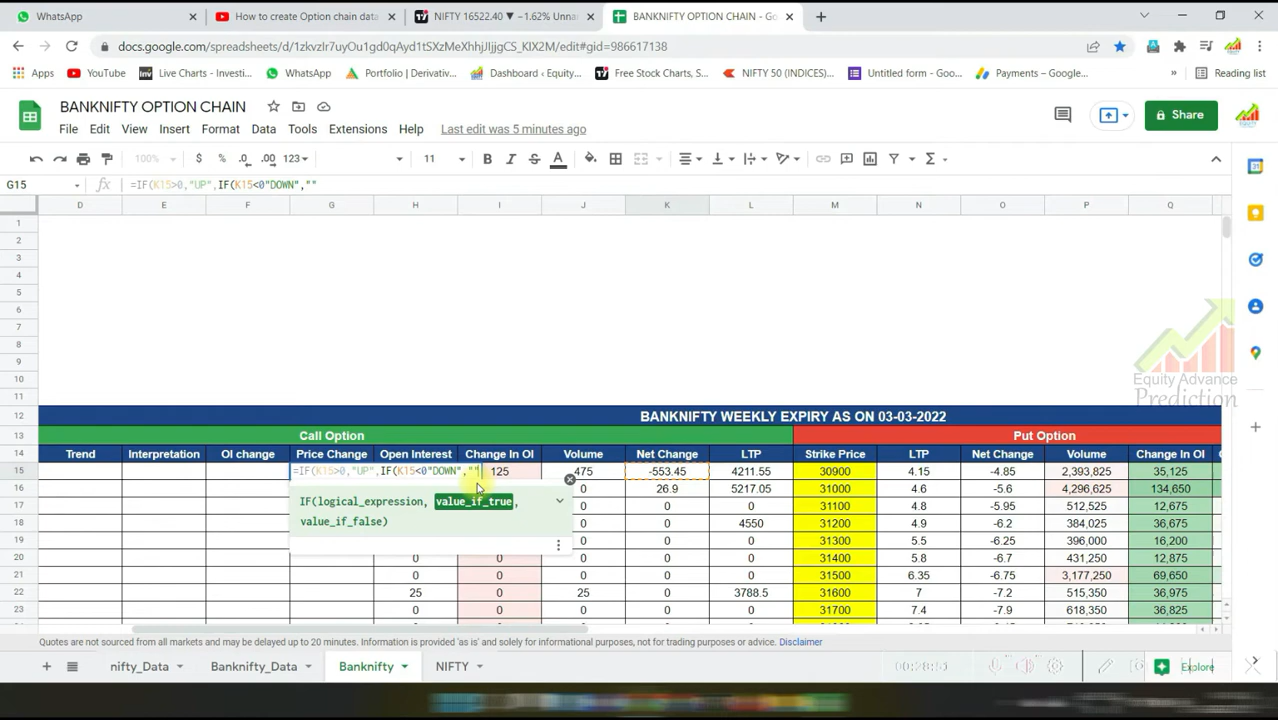 WhatsApp
How to create Option chain data
NIFTY 16522.40 ▼ −1.62% Unna
BANKNIFTY OPTION CHAIN - Go
docs.google.com/spreadsheets/d/1zkvzlr7uyOu1gd0qAyd1tSXzMeXhhjJIjjgCS_KIX2M/edit#gid=986617138
Apps YouTube Live Charts - Investi... WhatsApp Portfolio | Derivativ... Dashboard ‹ Equity... Free Stock Charts, S... NIFTY 50 (INDICES)... Untitled form - Goo... Payments – Google... » Reading list
BANKNIFTY OPTION CHAIN
File Edit View Insert Format Data Tools Extensions Help Last edit was 5 minutes ago
Share
100% $ % .0 .00 123 11 B I S A Σ
G15 fx =IF(K15>0,"UP",IF(K15<0"DOWN",""
D E F G H I J K L M N O P Q
1
2
3
4
5
6
7
8
9
10
Equity Advance
Prediction
11
12 BANKNIFTY WEEKLY EXPIRY AS ON 03-03-2022
13 Call Option Put Option
14 Trend Interpretation OI change Price Change Open Interest Change In OI Volume Net Change LTP Strike Price LTP Net Change Volume Change In OI
15 =IF(K15>0,"UP",IF(K15<0"DOWN","" 125 475 -553.45 4211.55 30900 4.15 -4.85 2,393,825 35,125
16 0 26.9 5217.05 31000 4.6 -5.6 4,296,625 134,650
IF(logical_expression, value_if_true,
value_if_false)
17 0 0 31100 4.8 -5.95 512,525 36,675
18 0 0 4550 31200 4.9 -6.2 384,025 36,675
19 0 0 31300 5.5 -6.25 396,000 16,200
20 0 0 0 0 31400 5.8 -6.7 431,250 12,875
21 0 0 0 0 31500 6.35 -6.75 3,177,250 69,650
22 25 0 25 0 3788.5 31600 7 -7.2 515,350 36,975
23 0 0 0 0 31700 7.4 -7.9 618,350 36,825
Quotes are not sourced from all markets and may be delayed up to 20 minutes. Information is provided 'as is' and solely for informational purposes, not for trading purposes or advice. Disclaimer
nifty_Data Banknifty_Data Banknifty NIFTY Explore